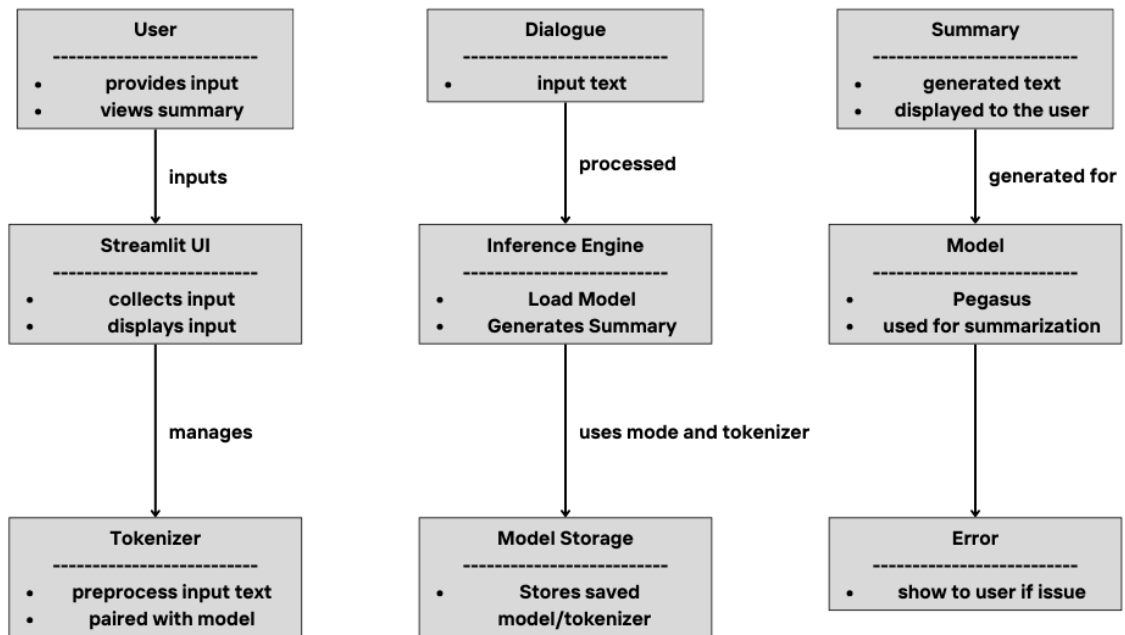 User
---------------------------
• provides input
• views summary
inputs
Streamlit UI
---------------------------
• collects input
• displays input
manages
Tokenizer
---------------------------
• preprocess input text
• paired with model
Dialogue
---------------------------
• input text
processed
Inference Engine
---------------------------
• Load Model
• Generates Summary
uses mode and tokenizer
Model Storage
---------------------------
• Stores saved
model/tokenizer
Summary
---------------------------
• generated text
• displayed to the user
generated for
Model
---------------------------
• Pegasus
• used for summarization
Error
---------------------------
• show to user if issue